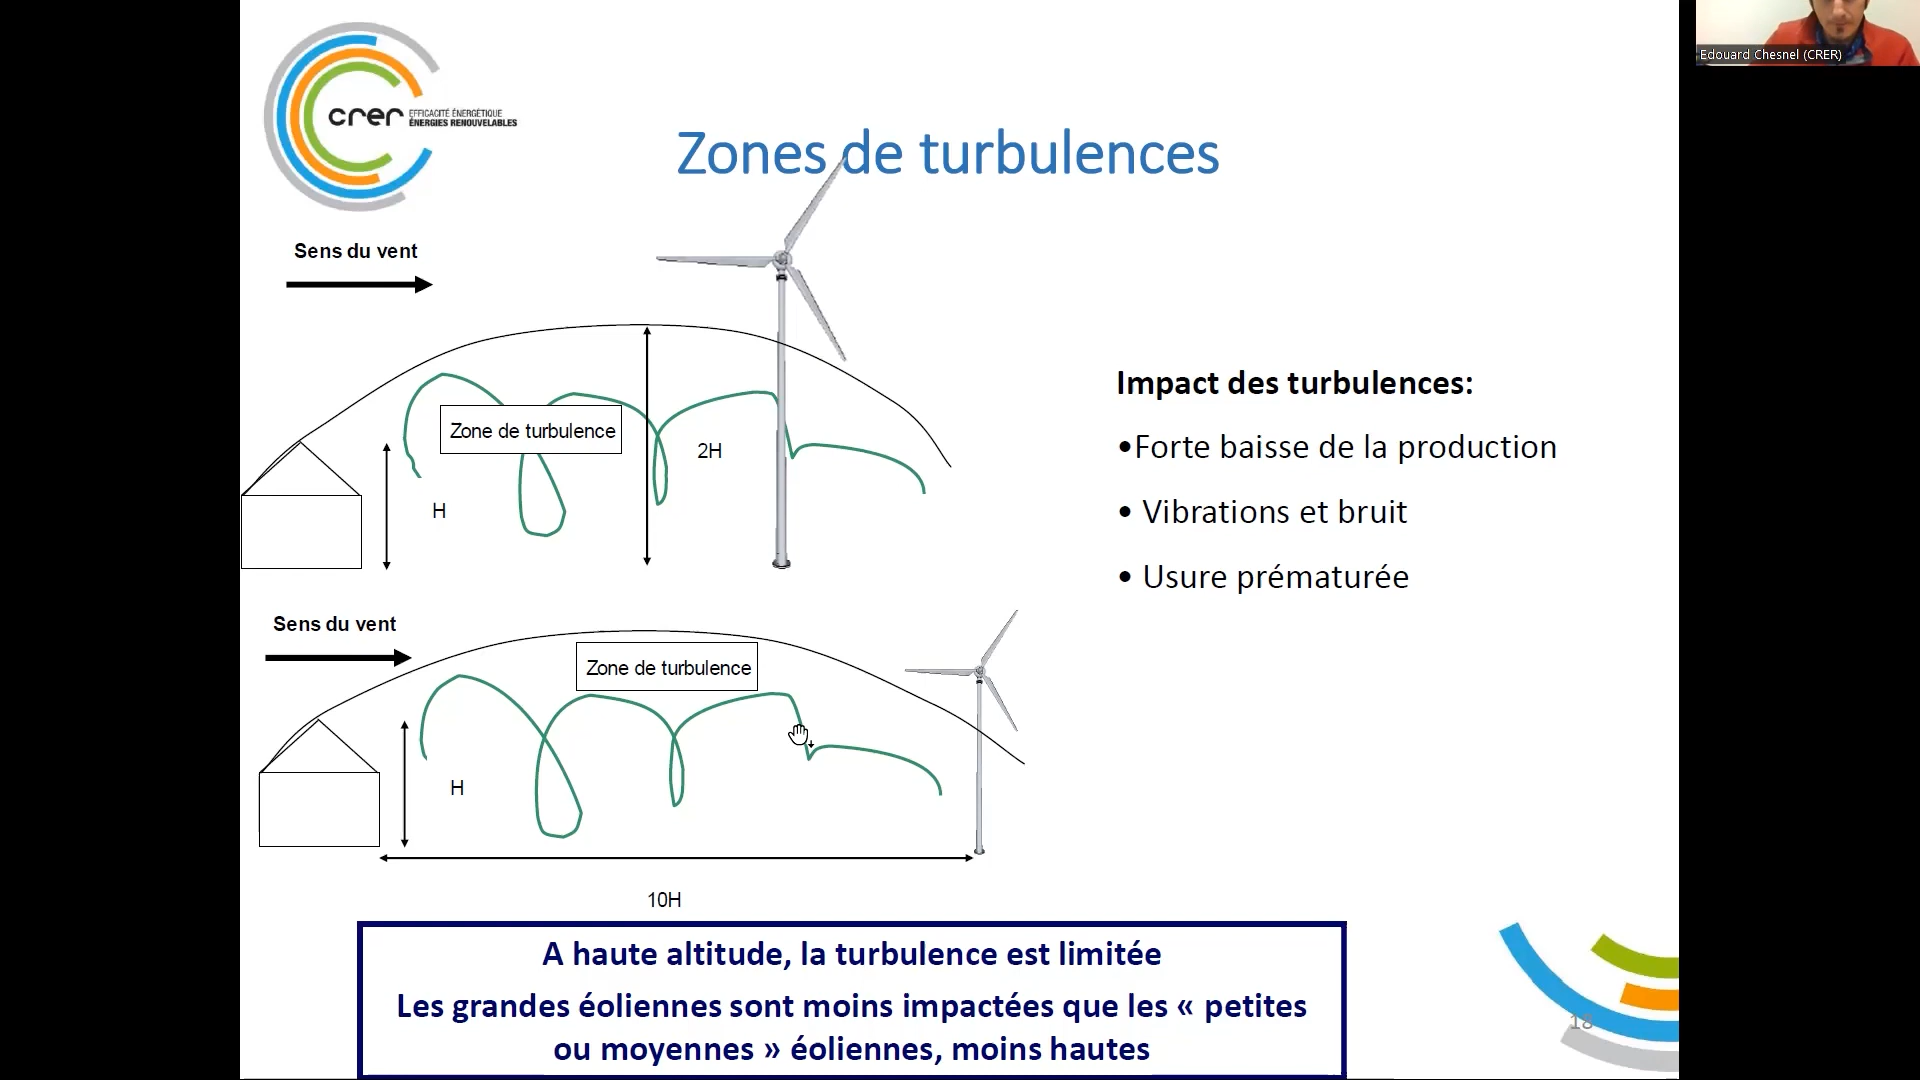 Edouard Chesnel (CRER)
crer EFFICACITÉ ÉNERGÉTIQUE
ÉNERGIES RENOUVELABLES
Zones de turbulences
Sens du vent
Zone de turbulence
2H
H
Impact des turbulences:
•Forte baisse de la production
• Vibrations et bruit
• Usure prématurée
Sens du vent
Zone de turbulence
H
10H
A haute altitude, la turbulence est limitée
Les grandes éoliennes sont moins impactées que les « petites
ou moyennes » éoliennes, moins hautes
18